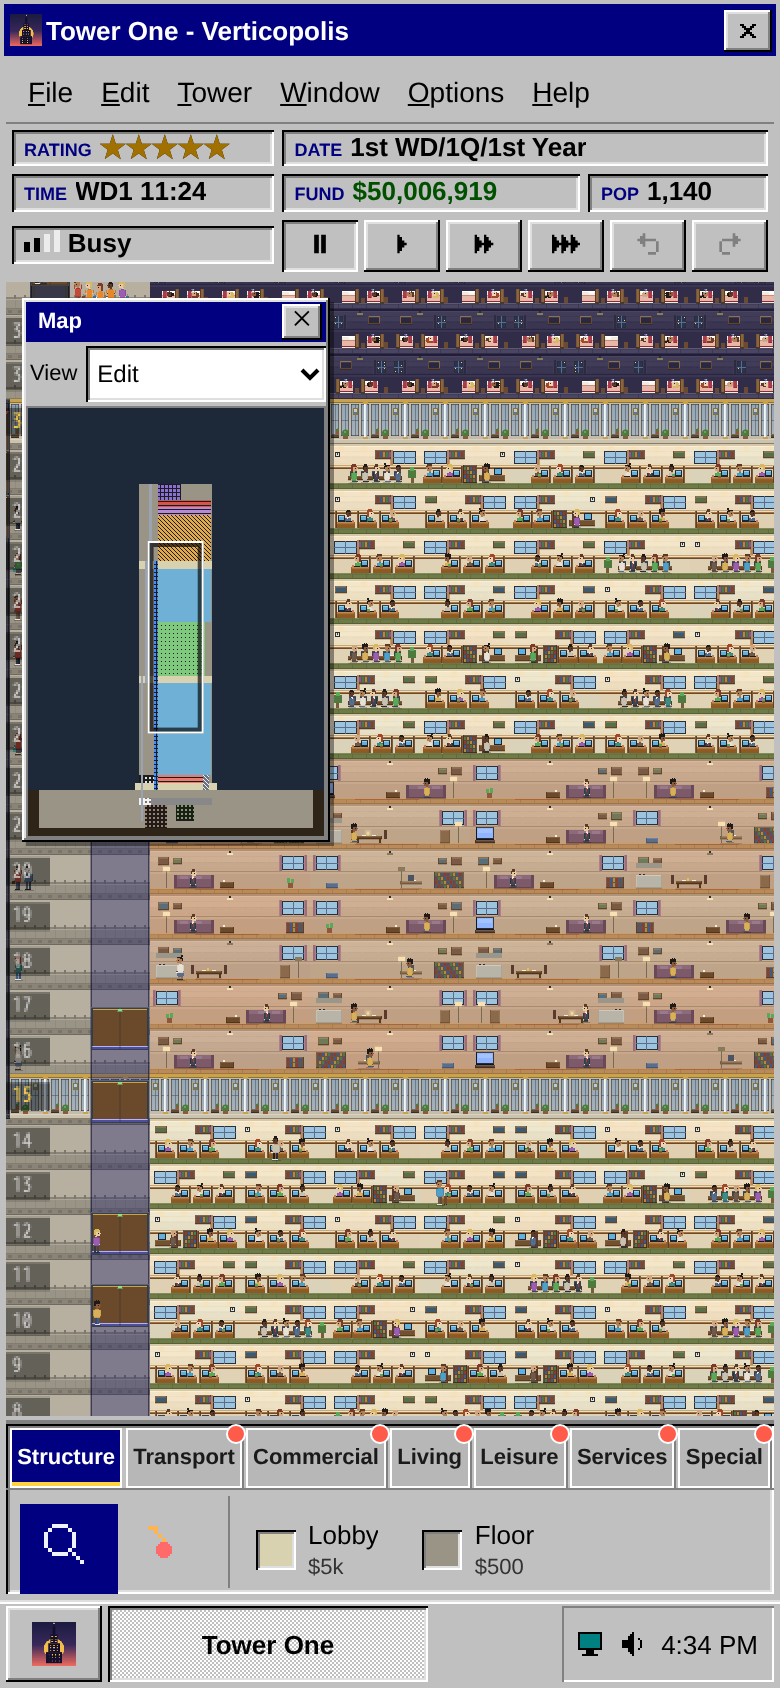 Tower One - Verticopolis
File Edit Tower Window Options Help
RATING
DATE 1st WD/1Q/1st Year
TIME WD1 11:24
FUND $50,006,919
POP 1,140
Busy
Map
View Edit
19
18
17
16
15
14
13
12
11
10
9
8
Structure Transport Commercial Living Leisure Services Special
Lobby
$5k
Floor
$500
Tower One
4:34 PM